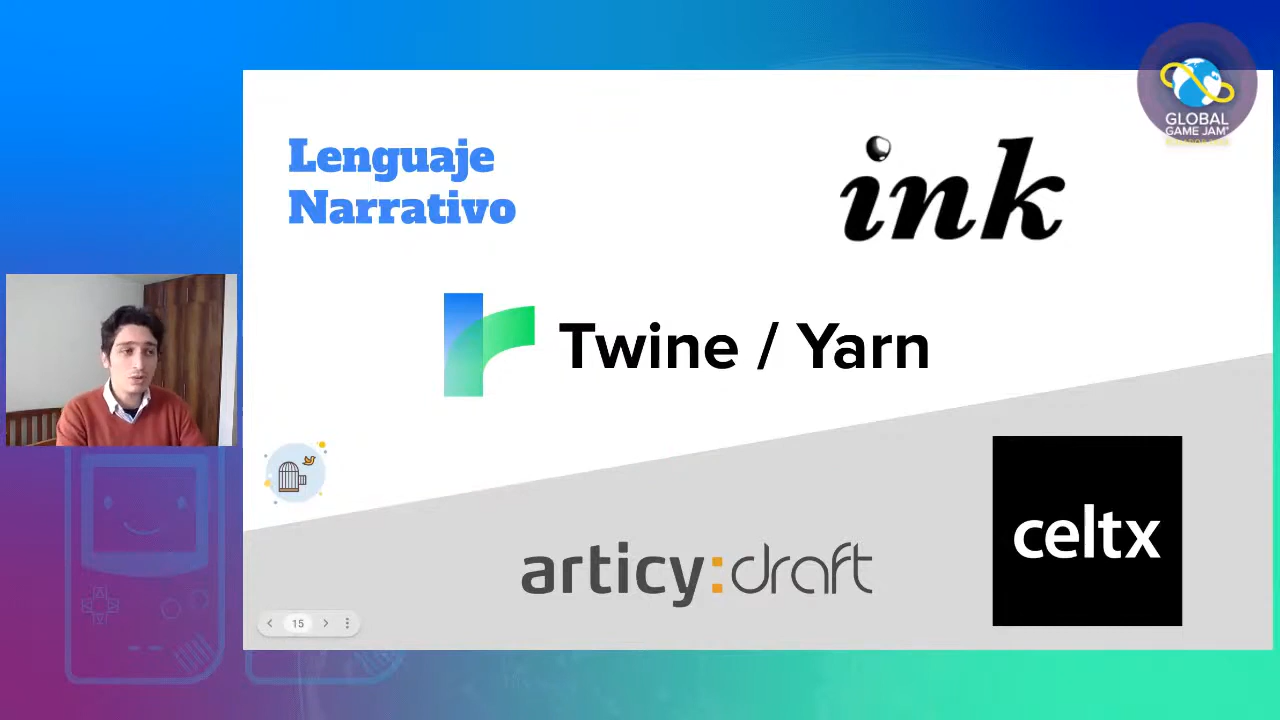 GLOBAL
GAME JAM®
Lenguaje
Narrativo
ink
Twine / Yarn
articy:draft
celtx
15